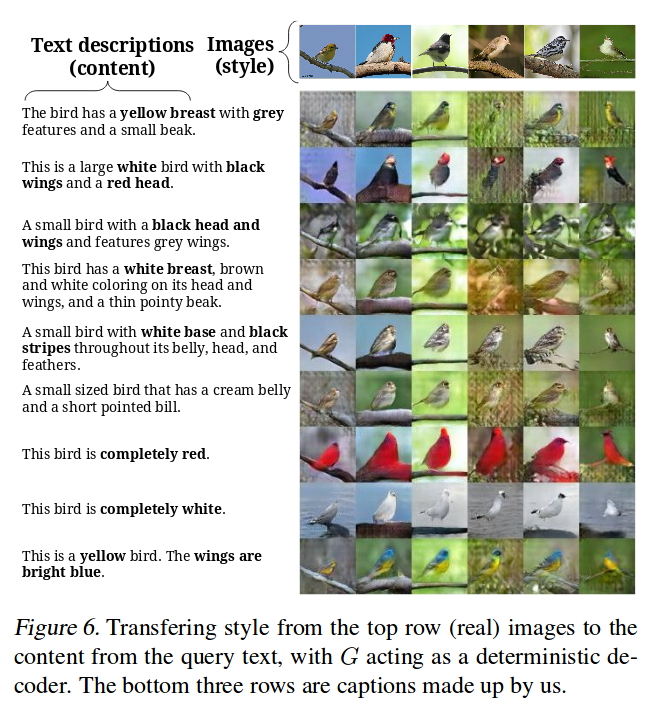 Text descriptions
(content)
Images
(style)
The bird has a yellow breast with grey
features and a small beak.
This is a large white bird with black
wings and a red head.
A small bird with a black head and
wings and features grey wings.
This bird has a white breast, brown
and white coloring on its head and
wings, and a thin pointy beak.
A small bird with white base and black
stripes throughout its belly, head, and
feathers.
A small sized bird that has a cream belly
and a short pointed bill.
This bird is completely red.
This bird is completely white.
This is a yellow bird. The wings are
bright blue.
Figure 6. Transfering style from the top row (real) images to the
content from the query text, with G acting as a deterministic de-
coder. The bottom three rows are captions made up by us.